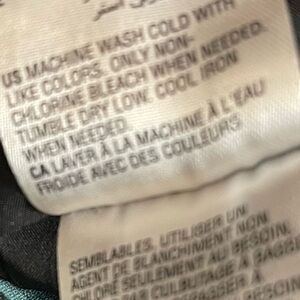 US MACHINE WASH COLD WITH
LIKE COLORS. ONLY NON-
CHLORINE BLEACH WHEN NEEDED.
TUMBLE DRY LOW. COOL IRON
WHEN NEEDED
CA LAVER À LA MACHINE À L'EAU
FROIDE AVEC DES COULEURS
SEMBLABLES. UTILISER UN
AGENT DE BLANCHIMENT NON
CHLORÉ SEULEMENT AU BESOIN.
PAR CULBUTAGE À